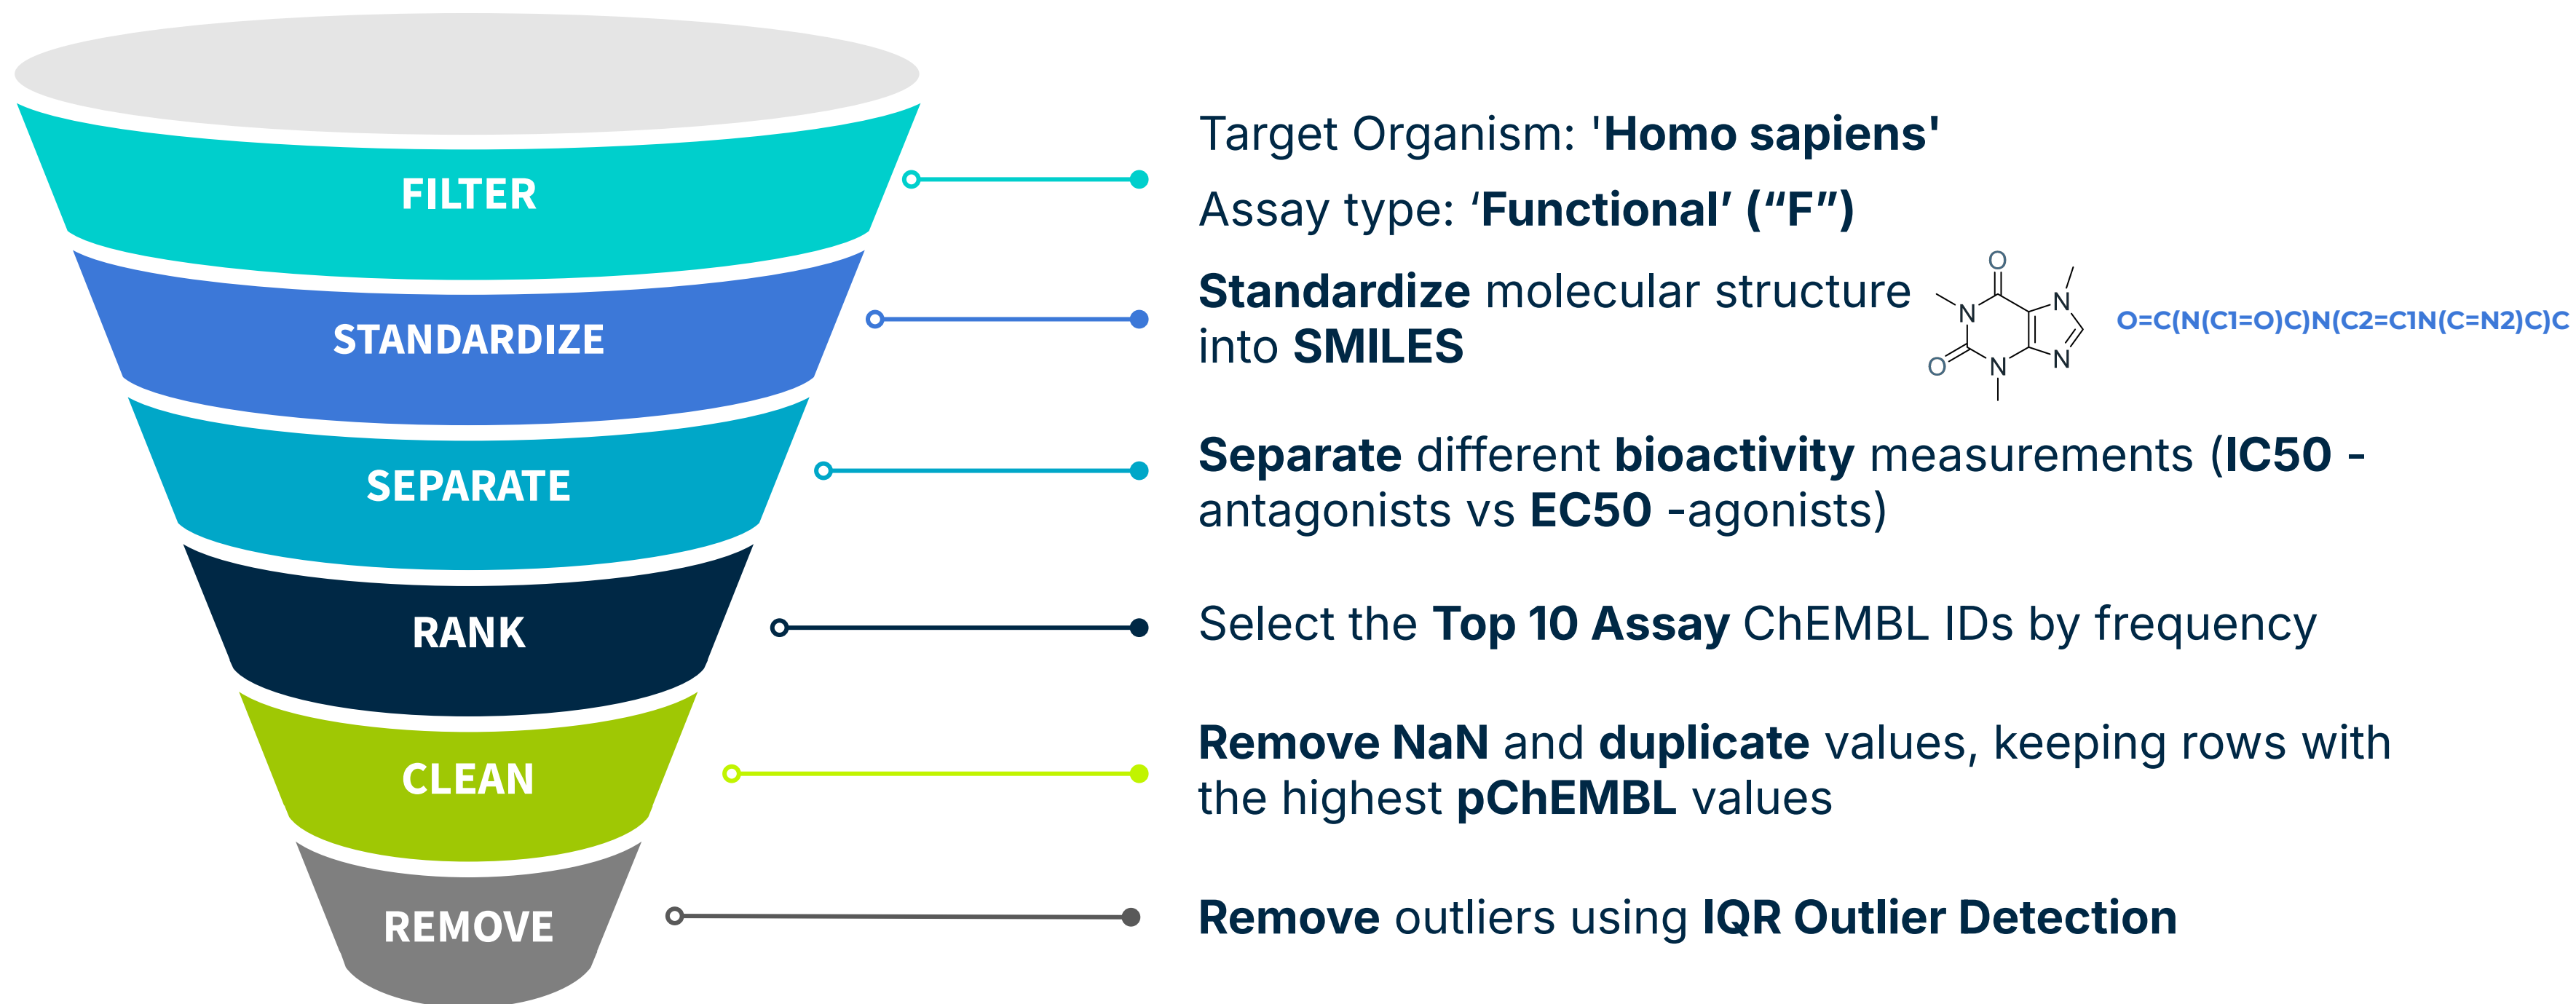 FILTER
Target Organism: 'Homo sapiens'
Assay type: ‘Functional’ (“F”)
STANDARDIZE
Standardize molecular structure
into SMILES
O
N
N
O
N
N
O=C(N(C1=O)C)N(C2=C1N(C=N2)C)C
SEPARATE
Separate different bioactivity measurements (IC50 -
antagonists vs EC50 -agonists)
RANK
Select the Top 10 Assay ChEMBL IDs by frequency
CLEAN
Remove NaN and duplicate values, keeping rows with
the highest pChEMBL values
REMOVE
Remove outliers using IQR Outlier Detection